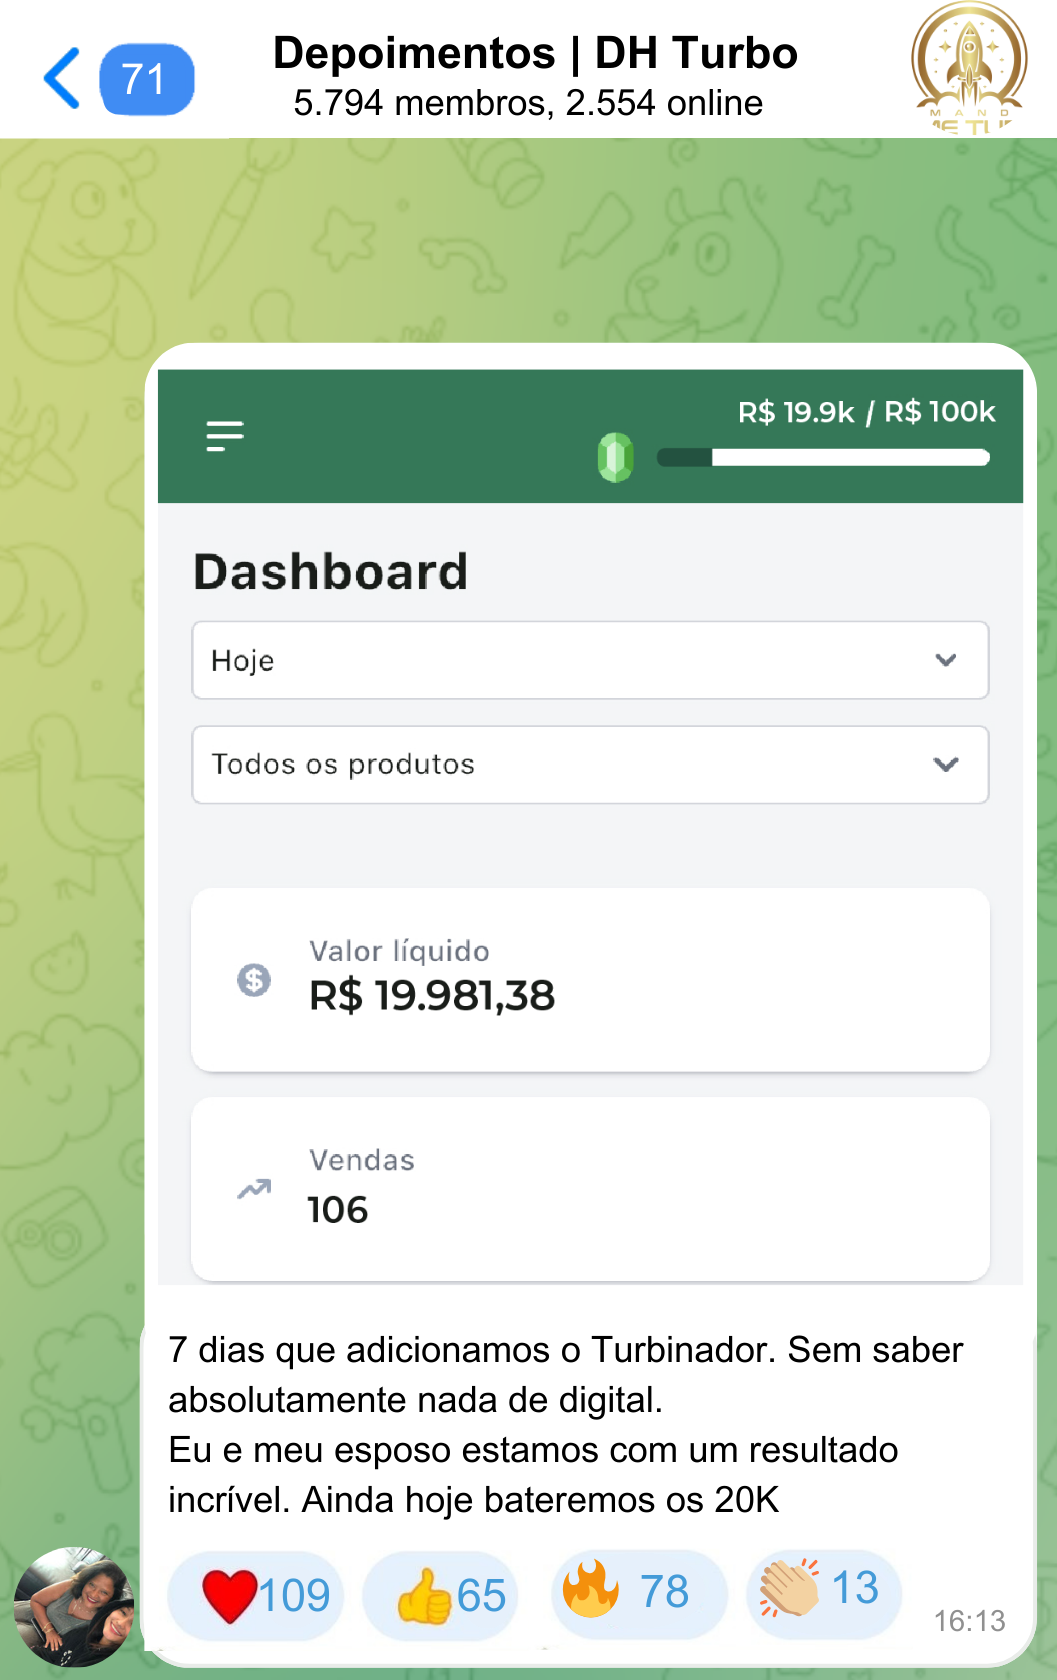 71
Depoimentos | DH Turbo
5.794 membros, 2.554 online
M A N D
R$ 19.9k / R$ 100k
Dashboard
Hoje
Todos os produtos
Valor líquido
R$ 19.981,38
Vendas
106
7 dias que adicionamos o Turbinador. Sem saber
absolutamente nada de digital.
Eu e meu esposo estamos com um resultado
incrível. Ainda hoje bateremos os 20K
109 65 78 13
16:13